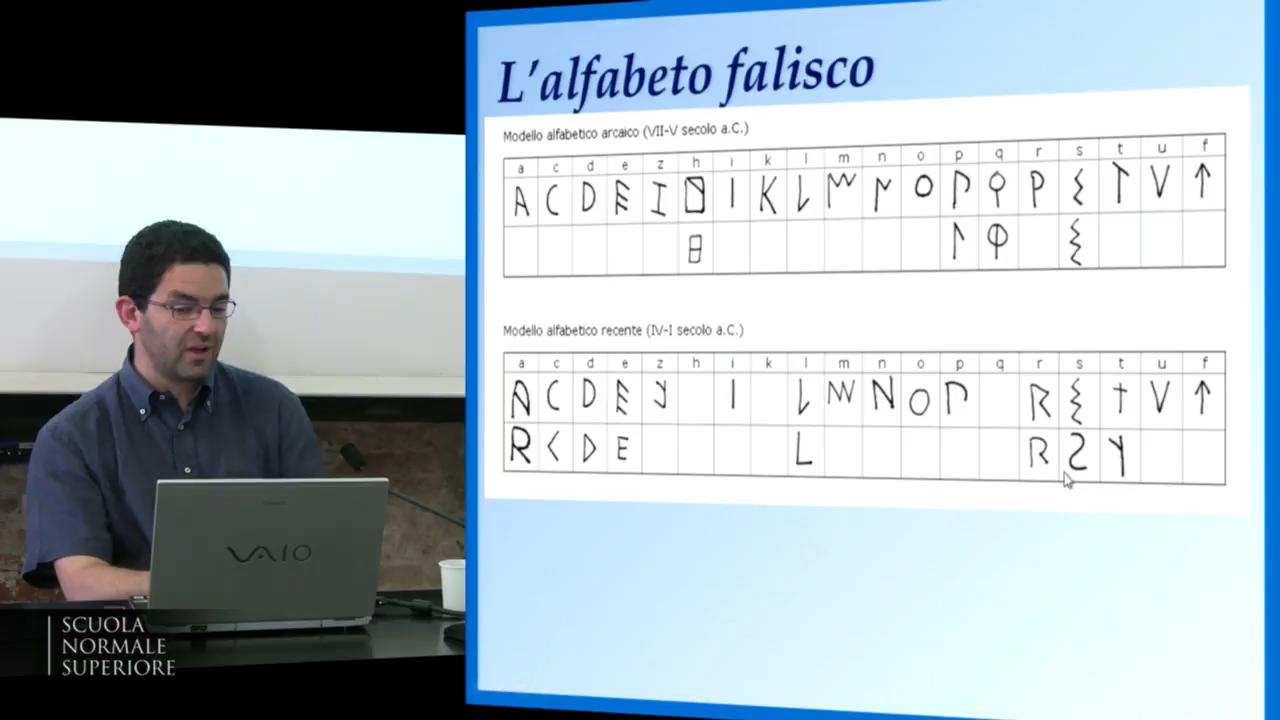 L'alfabeto falisco
Modello alfabetico arcaico (VII-V secolo a.C.)
a c d e z h i k l m n o p q r s t u f
Modello alfabetico recente (IV-I secolo a.C.)
a c d e z h i k l m n o p q r s t u f
VAIO
SCUOLA
NORMALE
SUPERIORE